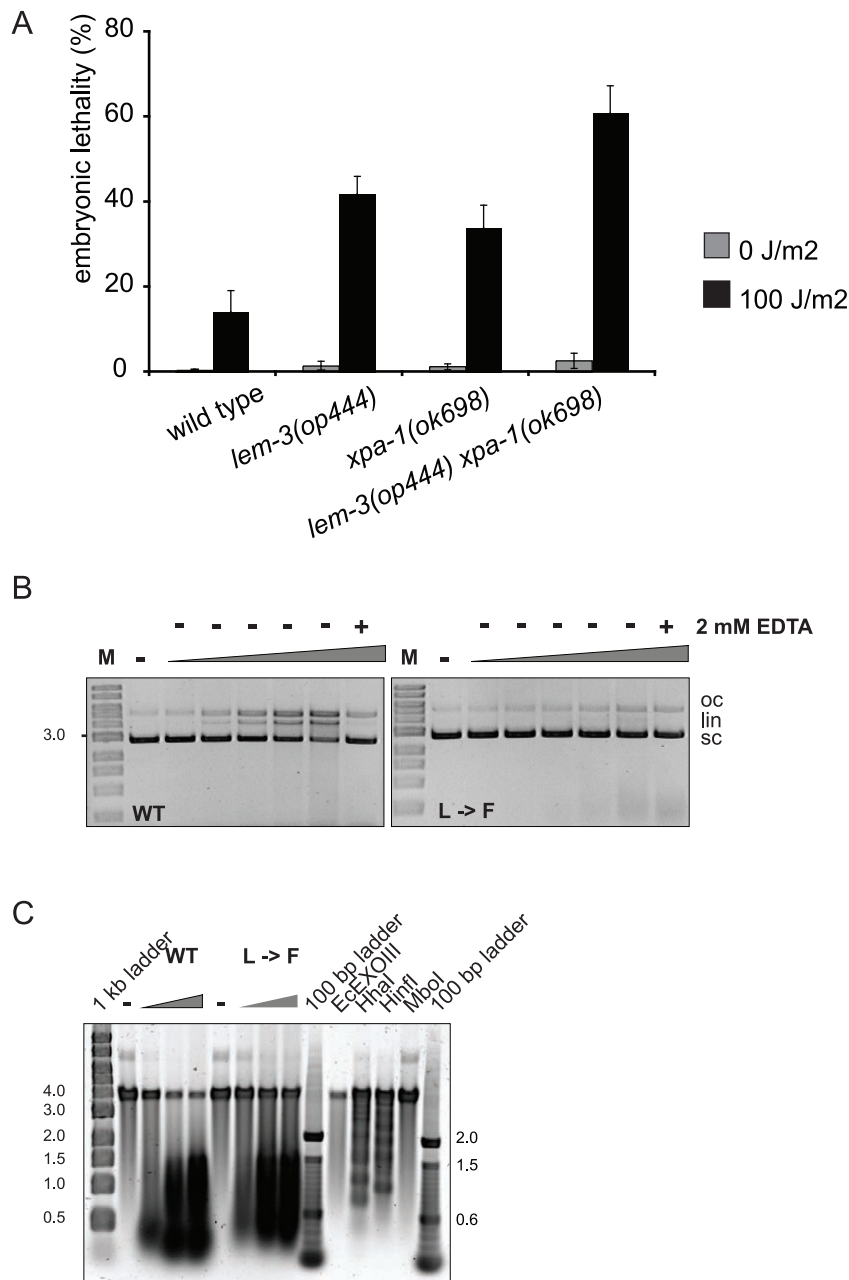 A
embryonic lethality (%)
80
60
40
20
0
wild type
lem-3(op444)
xpa-1(ok698)
lem-3(op444) xpa-1(ok698)
0 J/m2
100 J/m2
B
- - - - - + - - - - - + 2 mM EDTA
M - M -
3.0
oc
lin
sc
WT
L -> F
C
1 kb ladder
-
WT
-
L -> F
100 bp ladder
EcEXOIII
HhaI
HinfI
MboI
100 bp ladder
4.0
3.0
2.0
1.5
1.0
0.5
2.0
1.5
0.6